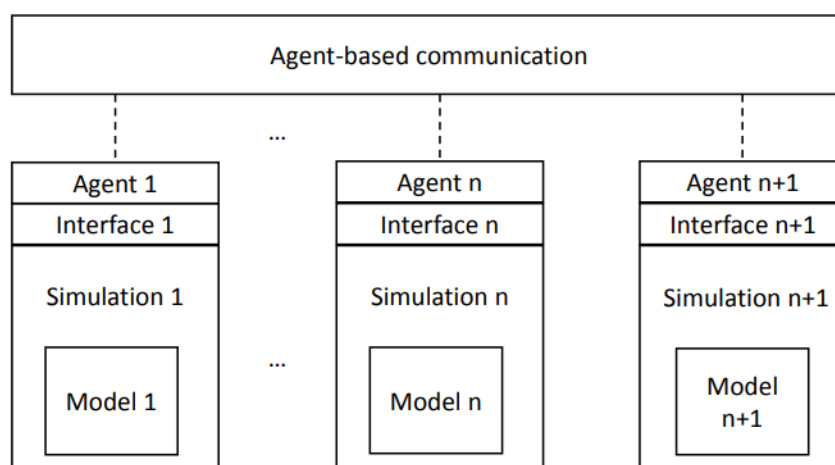 Agent-based communication
...
Agent 1
Agent n
Agent n+1
Interface 1
Interface n
Interface n+1
Simulation 1
Simulation n
Simulation n+1
...
Model 1
Model n
Model
n+1